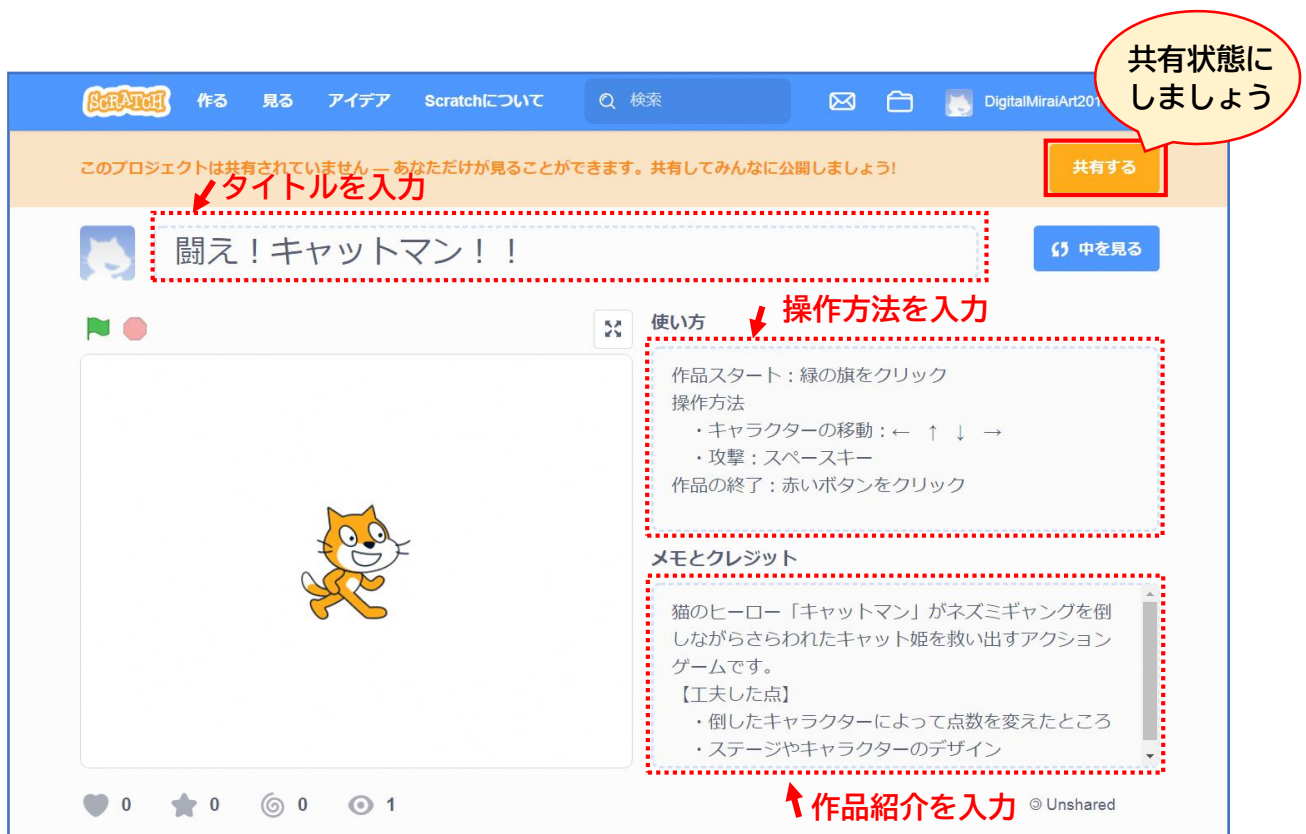 共有状態に
しましょう
SCRATCH 作る 見る アイデア Scratchについて 検索 DigitalMiraiArt201
このプロジェクトは共有されていません — あなただけが見ることができます。共有してみんなに公開しましょう!
共有する
タイトルを入力
闘え！キャットマン！！
中を見る
操作方法を入力
使い方
作品スタート：緑の旗をクリック
操作方法
・キャラクターの移動：← ↑ ↓ →
・攻撃：スペースキー
作品の終了：赤いボタンをクリック
メモとクレジット
猫のヒーロー「キャットマン」がネズミギャングを倒
しながらさらわれたキャット姫を救い出すアクション
ゲームです。
【工夫した点】
・倒したキャラクターによって点数を変えたところ
・ステージやキャラクターのデザイン
0 0 0 1
作品紹介を入力
Unshared